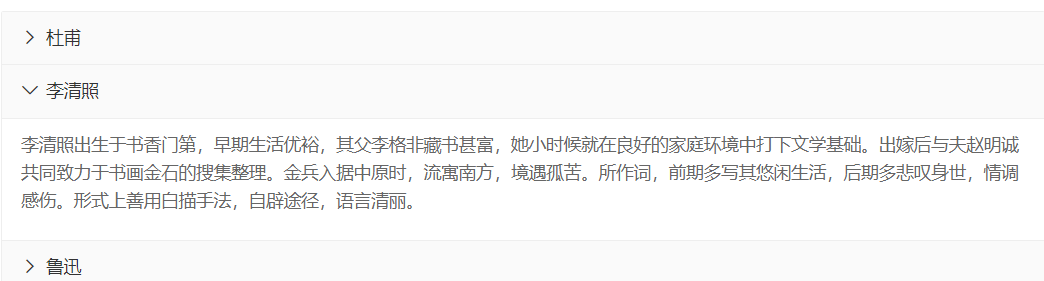 杜甫
李清照
李清照出生于书香门第，早期生活优裕，其父李格非藏书甚富，她小时候就在良好的家庭环境中打下文学基础。出嫁后与夫赵明诚
共同致力于书画金石的搜集整理。金兵入据中原时，流寓南方，境遇孤苦。所作词，前期多写其悠闲生活，后期多悲叹身世，情调
感伤。形式上善用白描手法，自辟途径，语言清丽。
鲁迅